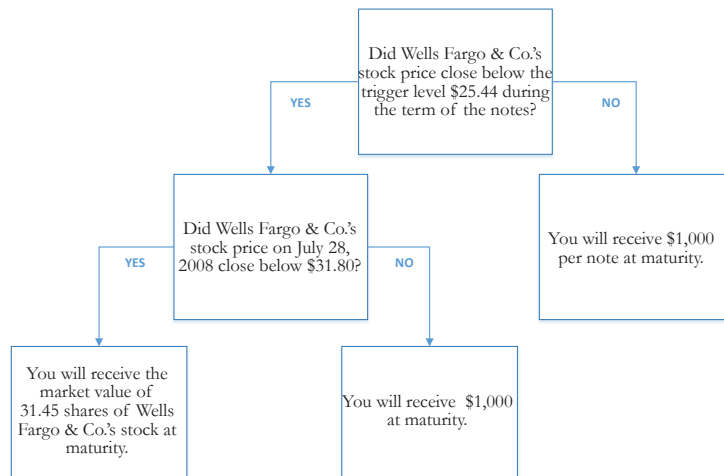 Did Wells Fargo & Co.'s
stock price close below the
trigger level $25.44 during
the term of the notes?
YES
NO
Did Wells Fargo & Co.'s
stock price on July 28,
2008 close below $31.80?
You will receive $1,000
per note at maturity.
YES
NO
You will receive the
market value of
31.45 shares of Wells
Fargo & Co.'s stock at
maturity.
You will receive $1,000
at maturity.